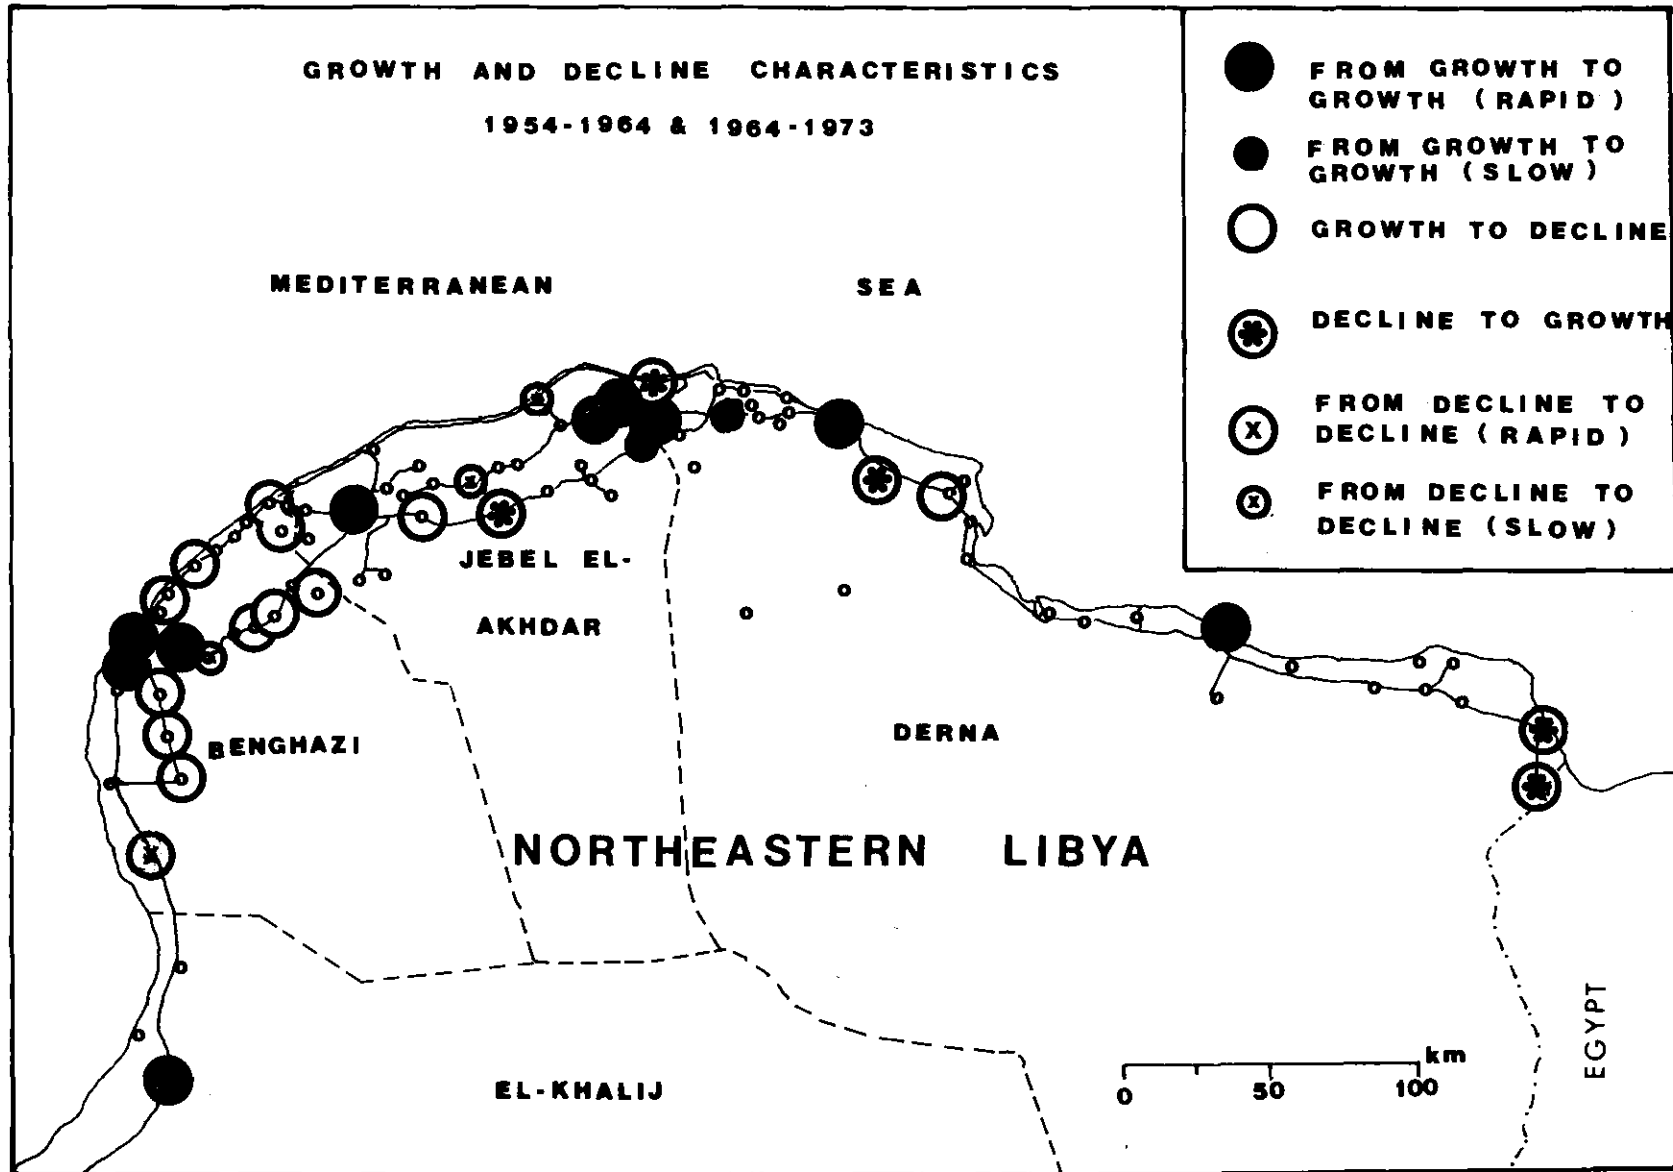 GROWTH AND DECLINE CHARACTERISTICS
1954-1964 & 1964-1973
FROM GROWTH TO
GROWTH (RAPID)
FROM GROWTH TO
GROWTH (SLOW)
GROWTH TO DECLINE
DECLINE TO GROWTH
FROM DECLINE TO
DECLINE (RAPID)
FROM DECLINE TO
DECLINE (SLOW)
MEDITERRANEAN SEA
JEBEL EL-
AKHDAR
BENGHAZI
DERNA
NORTHEASTERN LIBYA
EGYPT
EL-KHALIJ
km
0 50 100